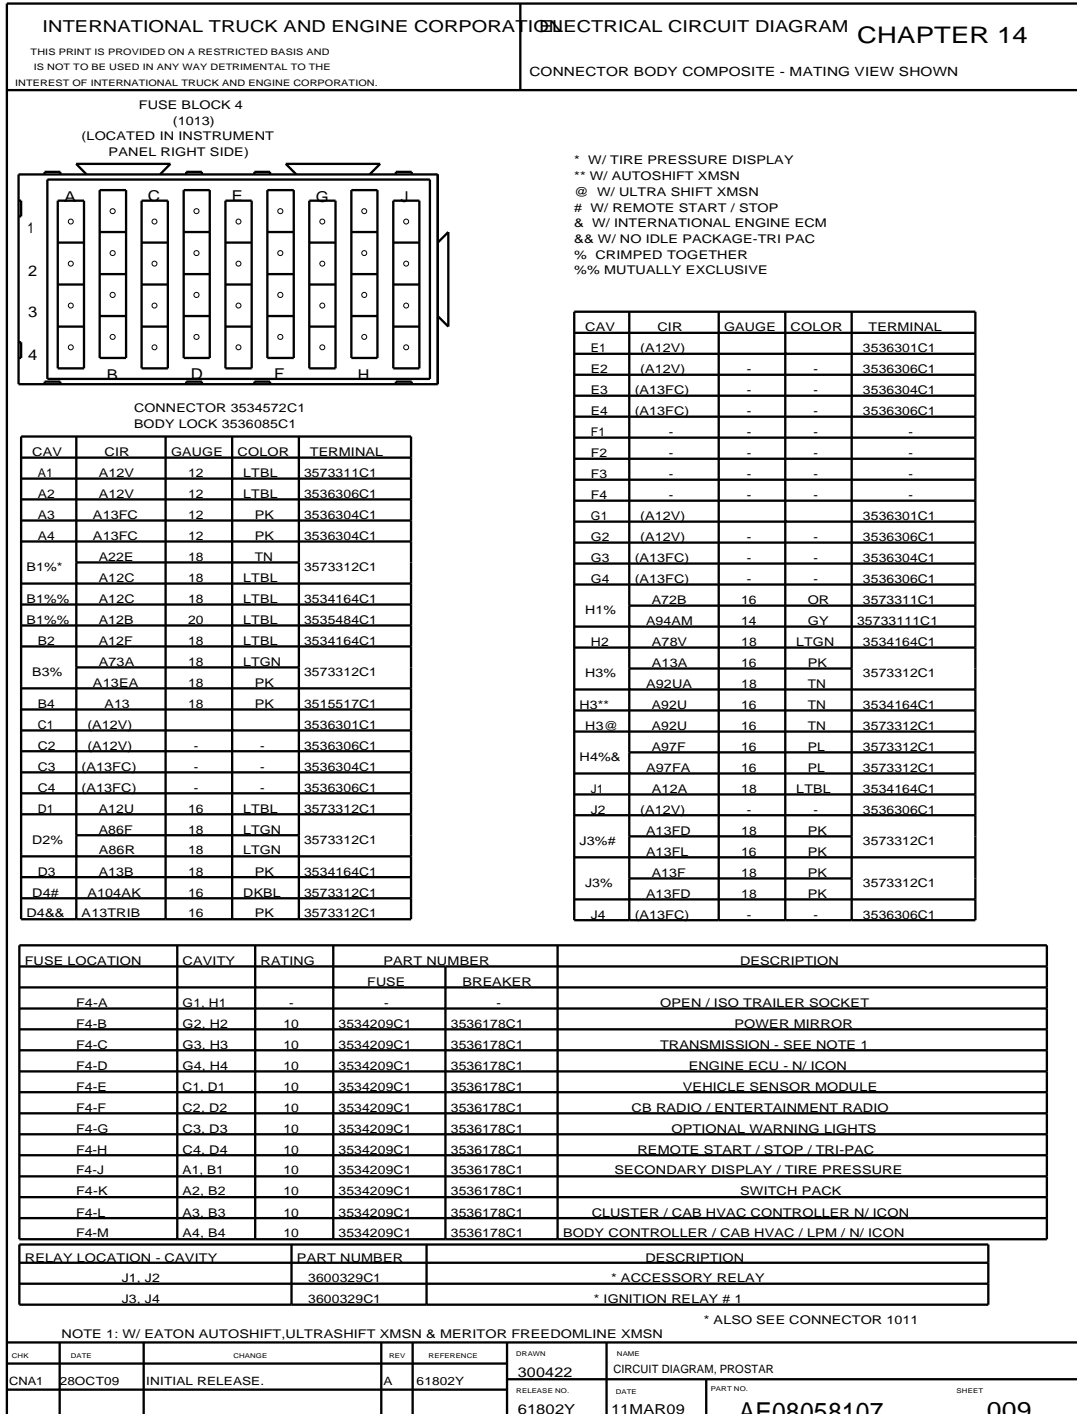 INTERNATIONAL TRUCK AND ENGINE CORPORATION
THIS PRINT IS PROVIDED ON A RESTRICTED BASIS AND
IS NOT TO BE USED IN ANY WAY DETRIMENTAL TO THE
INTEREST OF INTERNATIONAL TRUCK AND ENGINE CORPORATION.
ELECTRICAL CIRCUIT DIAGRAM CHAPTER 14
CONNECTOR BODY COMPOSITE - MATING VIEW SHOWN
FUSE BLOCK 4
(1013)
(LOCATED IN INSTRUMENT
PANEL RIGHT SIDE)
A C E G J
1
2
3
4
B D F H
CONNECTOR 3534572C1
BODY LOCK 3536085C1
* W/ TIRE PRESSURE DISPLAY
** W/ AUTOSHIFT XMSN
@ W/ ULTRA SHIFT XMSN
# W/ REMOTE START / STOP
& W/ INTERNATIONAL ENGINE ECM
&& W/ NO IDLE PACKAGE-TRI PAC
% CRIMPED TOGETHER
%% MUTUALLY EXCLUSIVE
CAV CIR GAUGE COLOR TERMINAL
A1 A12V 12 LTBL 3573311C1
A2 A12V 12 LTBL 3536306C1
A3 A13FC 12 PK 3536304C1
A4 A13FC 12 PK 3536304C1
B1%* A22E 18 TN 3573312C1
A12C 18 LTBL
B1%% A12C 18 LTBL 3534164C1
B1%% A12B 20 LTBL 3535484C1
B2 A12F 18 LTBL 3534164C1
B3% A73A 18 LTGN 3573312C1
A13EA 18 PK
B4 A13 18 PK 3515517C1
C1 (A12V) 3536301C1
C2 (A12V) - - 3536306C1
C3 (A13FC) - - 3536304C1
C4 (A13FC) - - 3536306C1
D1 A12U 16 LTBL 3573312C1
D2% A86F 18 LTGN 3573312C1
A86R 18 LTGN
D3 A13B 18 PK 3534164C1
D4# A104AK 16 DKBL 3573312C1
D4&& A13TRIB 16 PK 3573312C1
CAV CIR GAUGE COLOR TERMINAL
E1 (A12V) 3536301C1
E2 (A12V) - - 3536306C1
E3 (A13FC) - - 3536304C1
E4 (A13FC) - - 3536306C1
F1 - - - -
F2 - - - -
F3 - - - -
F4 - - - -
G1 (A12V) 3536301C1
G2 (A12V) - - 3536306C1
G3 (A13FC) - - 3536304C1
G4 (A13FC) - - 3536306C1
H1% A72B 16 OR 3573311C1
A94AM 14 GY 35733111C1
H2 A78V 18 LTGN 3534164C1
H3% A13A 16 PK 3573312C1
A92UA 18 TN
H3** A92U 16 TN 3534164C1
H3@ A92U 16 TN 3573312C1
H4%& A97F 16 PL 3573312C1
A97FA 16 PL 3573312C1
J1 A12A 18 LTBL 3534164C1
J2 (A12V) - - 3536306C1
J3%# A13FD 18 PK 3573312C1
A13FL 16 PK
J3% A13F 18 PK 3573312C1
A13FD 18 PK
J4 (A13FC) - - 3536306C1
FUSE LOCATION CAVITY RATING PART NUMBER DESCRIPTION
FUSE BREAKER
F4-A G1, H1 - - - OPEN / ISO TRAILER SOCKET
F4-B G2, H2 10 3534209C1 3536178C1 POWER MIRROR
F4-C G3, H3 10 3534209C1 3536178C1 TRANSMISSION - SEE NOTE 1
F4-D G4, H4 10 3534209C1 3536178C1 ENGINE ECU - N/ ICON
F4-E C1, D1 10 3534209C1 3536178C1 VEHICLE SENSOR MODULE
F4-F C2, D2 10 3534209C1 3536178C1 CB RADIO / ENTERTAINMENT RADIO
F4-G C3, D3 10 3534209C1 3536178C1 OPTIONAL WARNING LIGHTS
F4-H C4, D4 10 3534209C1 3536178C1 REMOTE START / STOP / TRI-PAC
F4-J A1, B1 10 3534209C1 3536178C1 SECONDARY DISPLAY / TIRE PRESSURE
F4-K A2, B2 10 3534209C1 3536178C1 SWITCH PACK
F4-L A3, B3 10 3534209C1 3536178C1 CLUSTER / CAB HVAC CONTROLLER N/ ICON
F4-M A4, B4 10 3534209C1 3536178C1 BODY CONTROLLER / CAB HVAC / LPM / N/ ICON
RELAY LOCATION - CAVITY PART NUMBER DESCRIPTION
J1, J2 3600329C1 * ACCESSORY RELAY
J3, J4 3600329C1 * IGNITION RELAY # 1
* ALSO SEE CONNECTOR 1011
NOTE 1: W/ EATON AUTOSHIFT,ULTRASHIFT XMSN & MERITOR FREEDOMLINE XMSN
CHK DATE CHANGE REV REFERENCE
CNA1 28OCT09 INITIAL RELEASE. A 61802Y
DRAWN 300422
NAME CIRCUIT DIAGRAM, PROSTAR
RELEASE NO. 61802Y
DATE 11MAR09
PART NO. AE08058107
SHEET 009